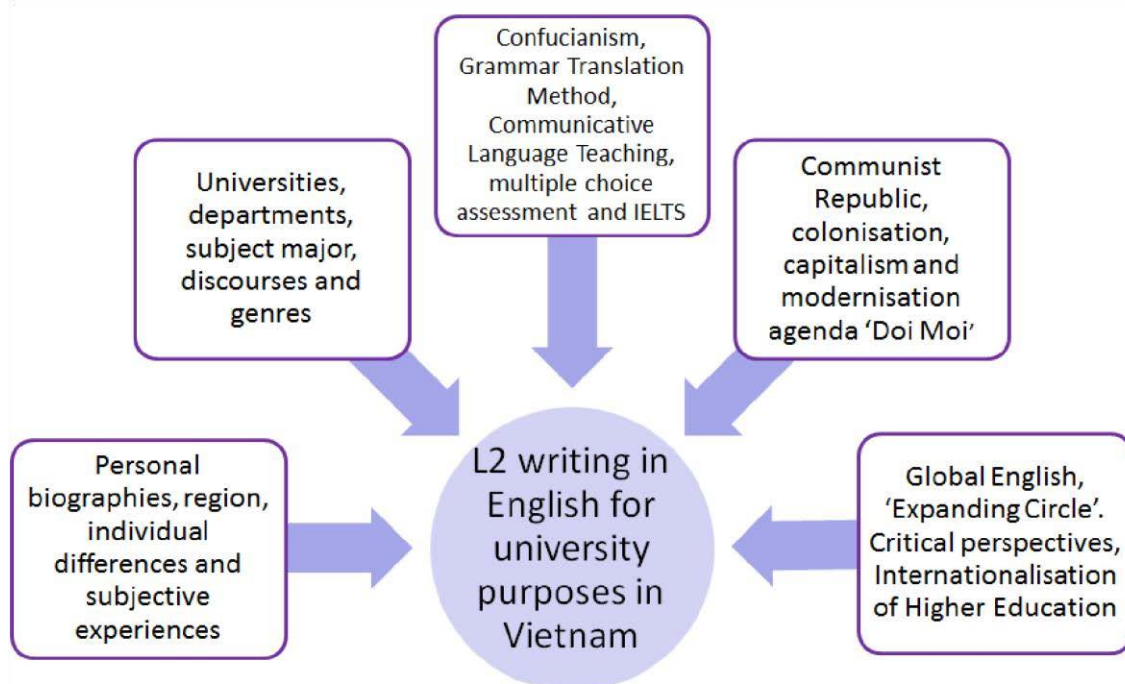 Confucianism,
Grammar Translation
Method,
Communicative
Language Teaching,
multiple choice
assessment and IELTS
Universities,
departments,
subject major,
discourses and
genres
Communist
Republic,
colonisation,
capitalism and
modernisation
agenda ‘Doi Moi’
Personal
biographies, region,
individual
differences and
subjective
experiences
L2 writing in
English for
university
purposes in
Vietnam
Global English,
‘Expanding Circle’.
Critical perspectives,
Internationalisation
of Higher Education